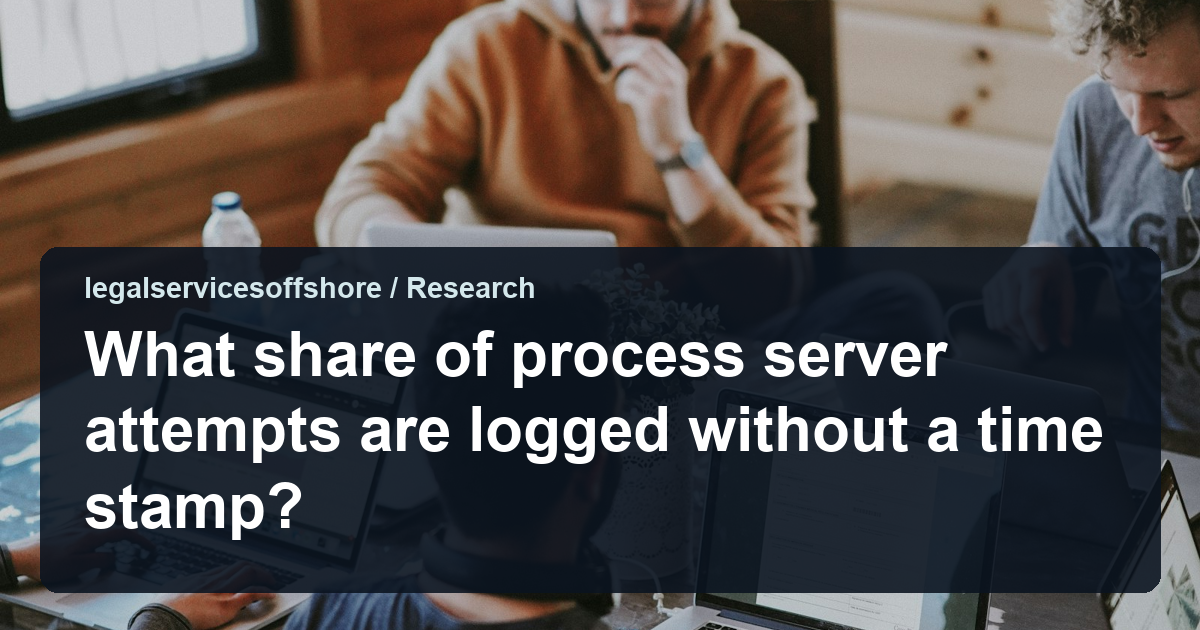 legalservicesoffshore / Research
What share of process server
attempts are logged without a time
stamp?